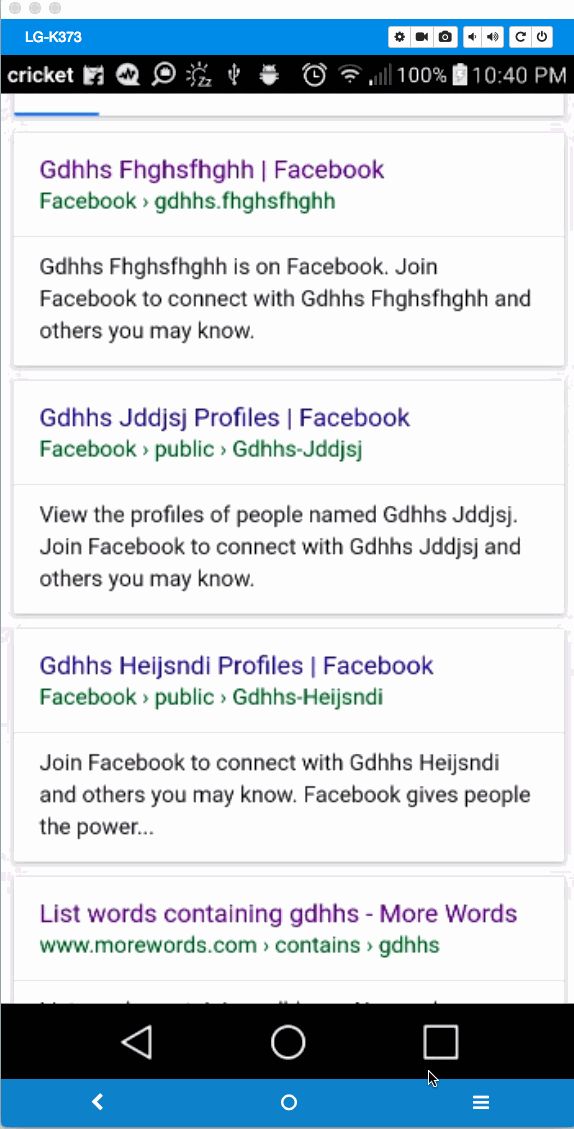 LG-K373
cricket 100% 10:40 PM
Gdhhs Fhghsfhghh | Facebook
Facebook › gdhhs.fhghsfhghh
Gdhhs Fhghsfhghh is on Facebook. Join
Facebook to connect with Gdhhs Fhghsfhghh and
others you may know.
Gdhhs Jddjsj Profiles | Facebook
Facebook › public › Gdhhs-Jddjsj
View the profiles of people named Gdhhs Jddjsj.
Join Facebook to connect with Gdhhs Jddjsj and
others you may know.
Gdhhs Heijsndi Profiles | Facebook
Facebook › public › Gdhhs-Heijsndi
Join Facebook to connect with Gdhhs Heijsndi
and others you may know. Facebook gives people
the power...
List words containing gdhhs - More Words
www.morewords.com › contains › gdhhs